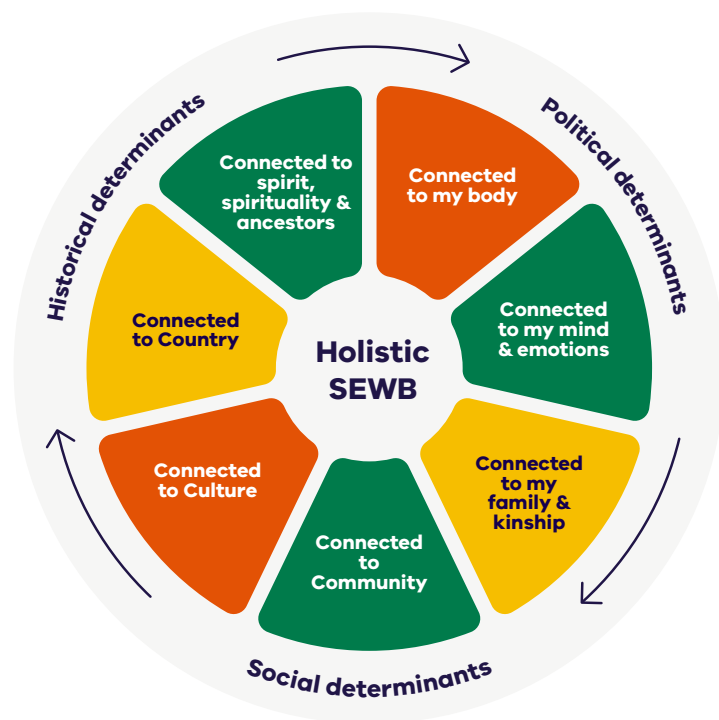 Historical determinants
Political determinants
Connected to
spirit,
spirituality &
ancestors
Connected
to my body
Connected
to my mind
& emotions
Connected
to my
family &
kinship
Connected
to
Community
Connected
to Culture
Connected
to Country
Holistic
SEWB
Social determinants